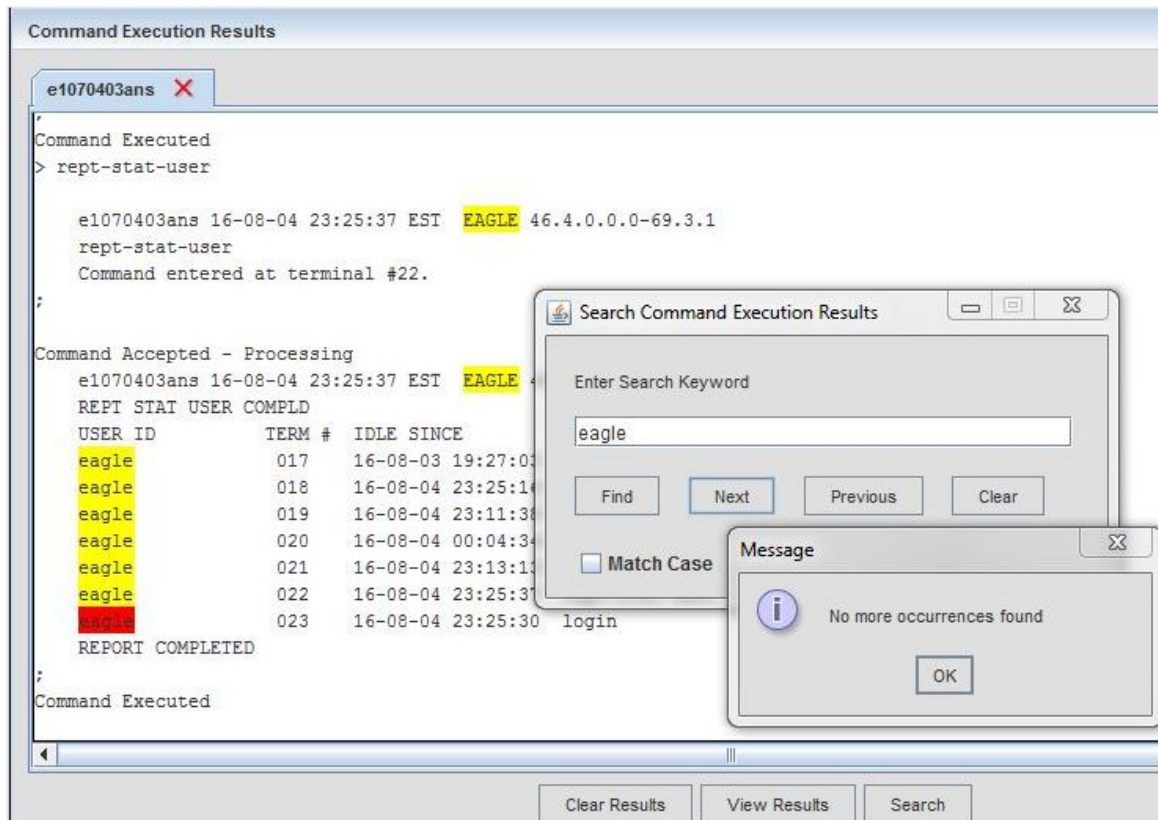 Command Execution Results
e1070403ans
;
Command Executed
> rept-stat-user
e1070403ans 16-08-04 23:25:37 EST EAGLE 46.4.0.0.0-69.3.1
rept-stat-user
Command entered at terminal #22.
;
Command Accepted - Processing
e1070403ans 16-08-04 23:25:37 EST EAGLE
REPT STAT USER COMPLD
USER ID TERM # IDLE SINCE
eagle 017 16-08-03 19:27:03
eagle 018 16-08-04 23:25:16
eagle 019 16-08-04 23:11:38
eagle 020 16-08-04 00:04:34
eagle 021 16-08-04 23:13:13
eagle 022 16-08-04 23:25:37
eagle 023 16-08-04 23:25:30 login
REPORT COMPLETED
;
Command Executed
Search Command Execution Results
Enter Search Keyword
eagle
Find Next Previous Clear
Match Case
Message
No more occurrences found
OK
Clear Results View Results Search